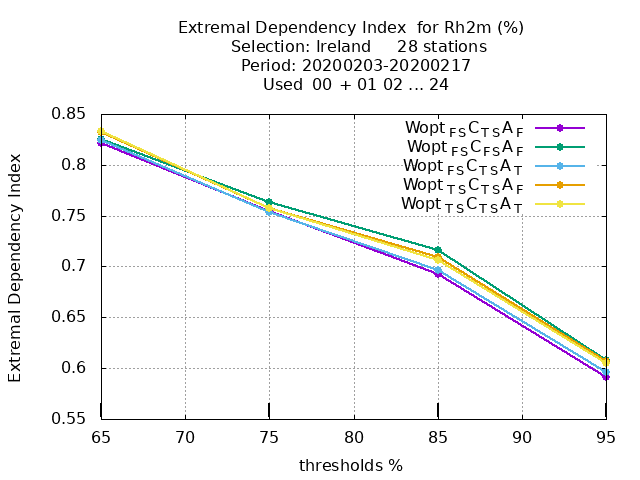 Extremal Dependency Index for Rh2m (%)
Selection: Ireland 28 stations
Period: 20200203-20200217
Used 00 + 01 02 ... 24
Wopt FS C TS A F
Wopt FS C FS A F
Wopt FS C TS A T
Wopt TS C TS A F
Wopt TS C TS A T
Extremal Dependency Index
0.85
0.8
0.75
0.7
0.65
0.6
0.55
65 70 75 80 85 90 95
thresholds %